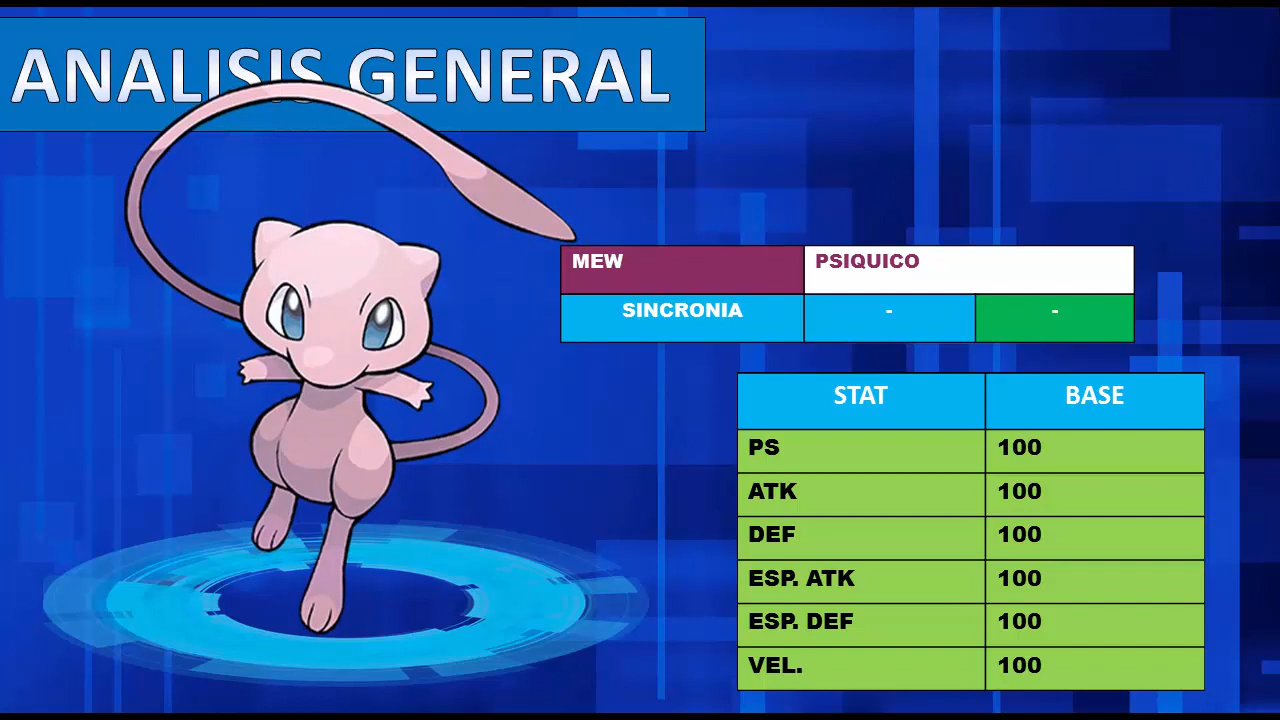 ANALISIS GENERAL
MEW PSIQUICO
SINCRONIA - -
STAT BASE
PS 100
ATK 100
DEF 100
ESP. ATK 100
ESP. DEF 100
VEL. 100